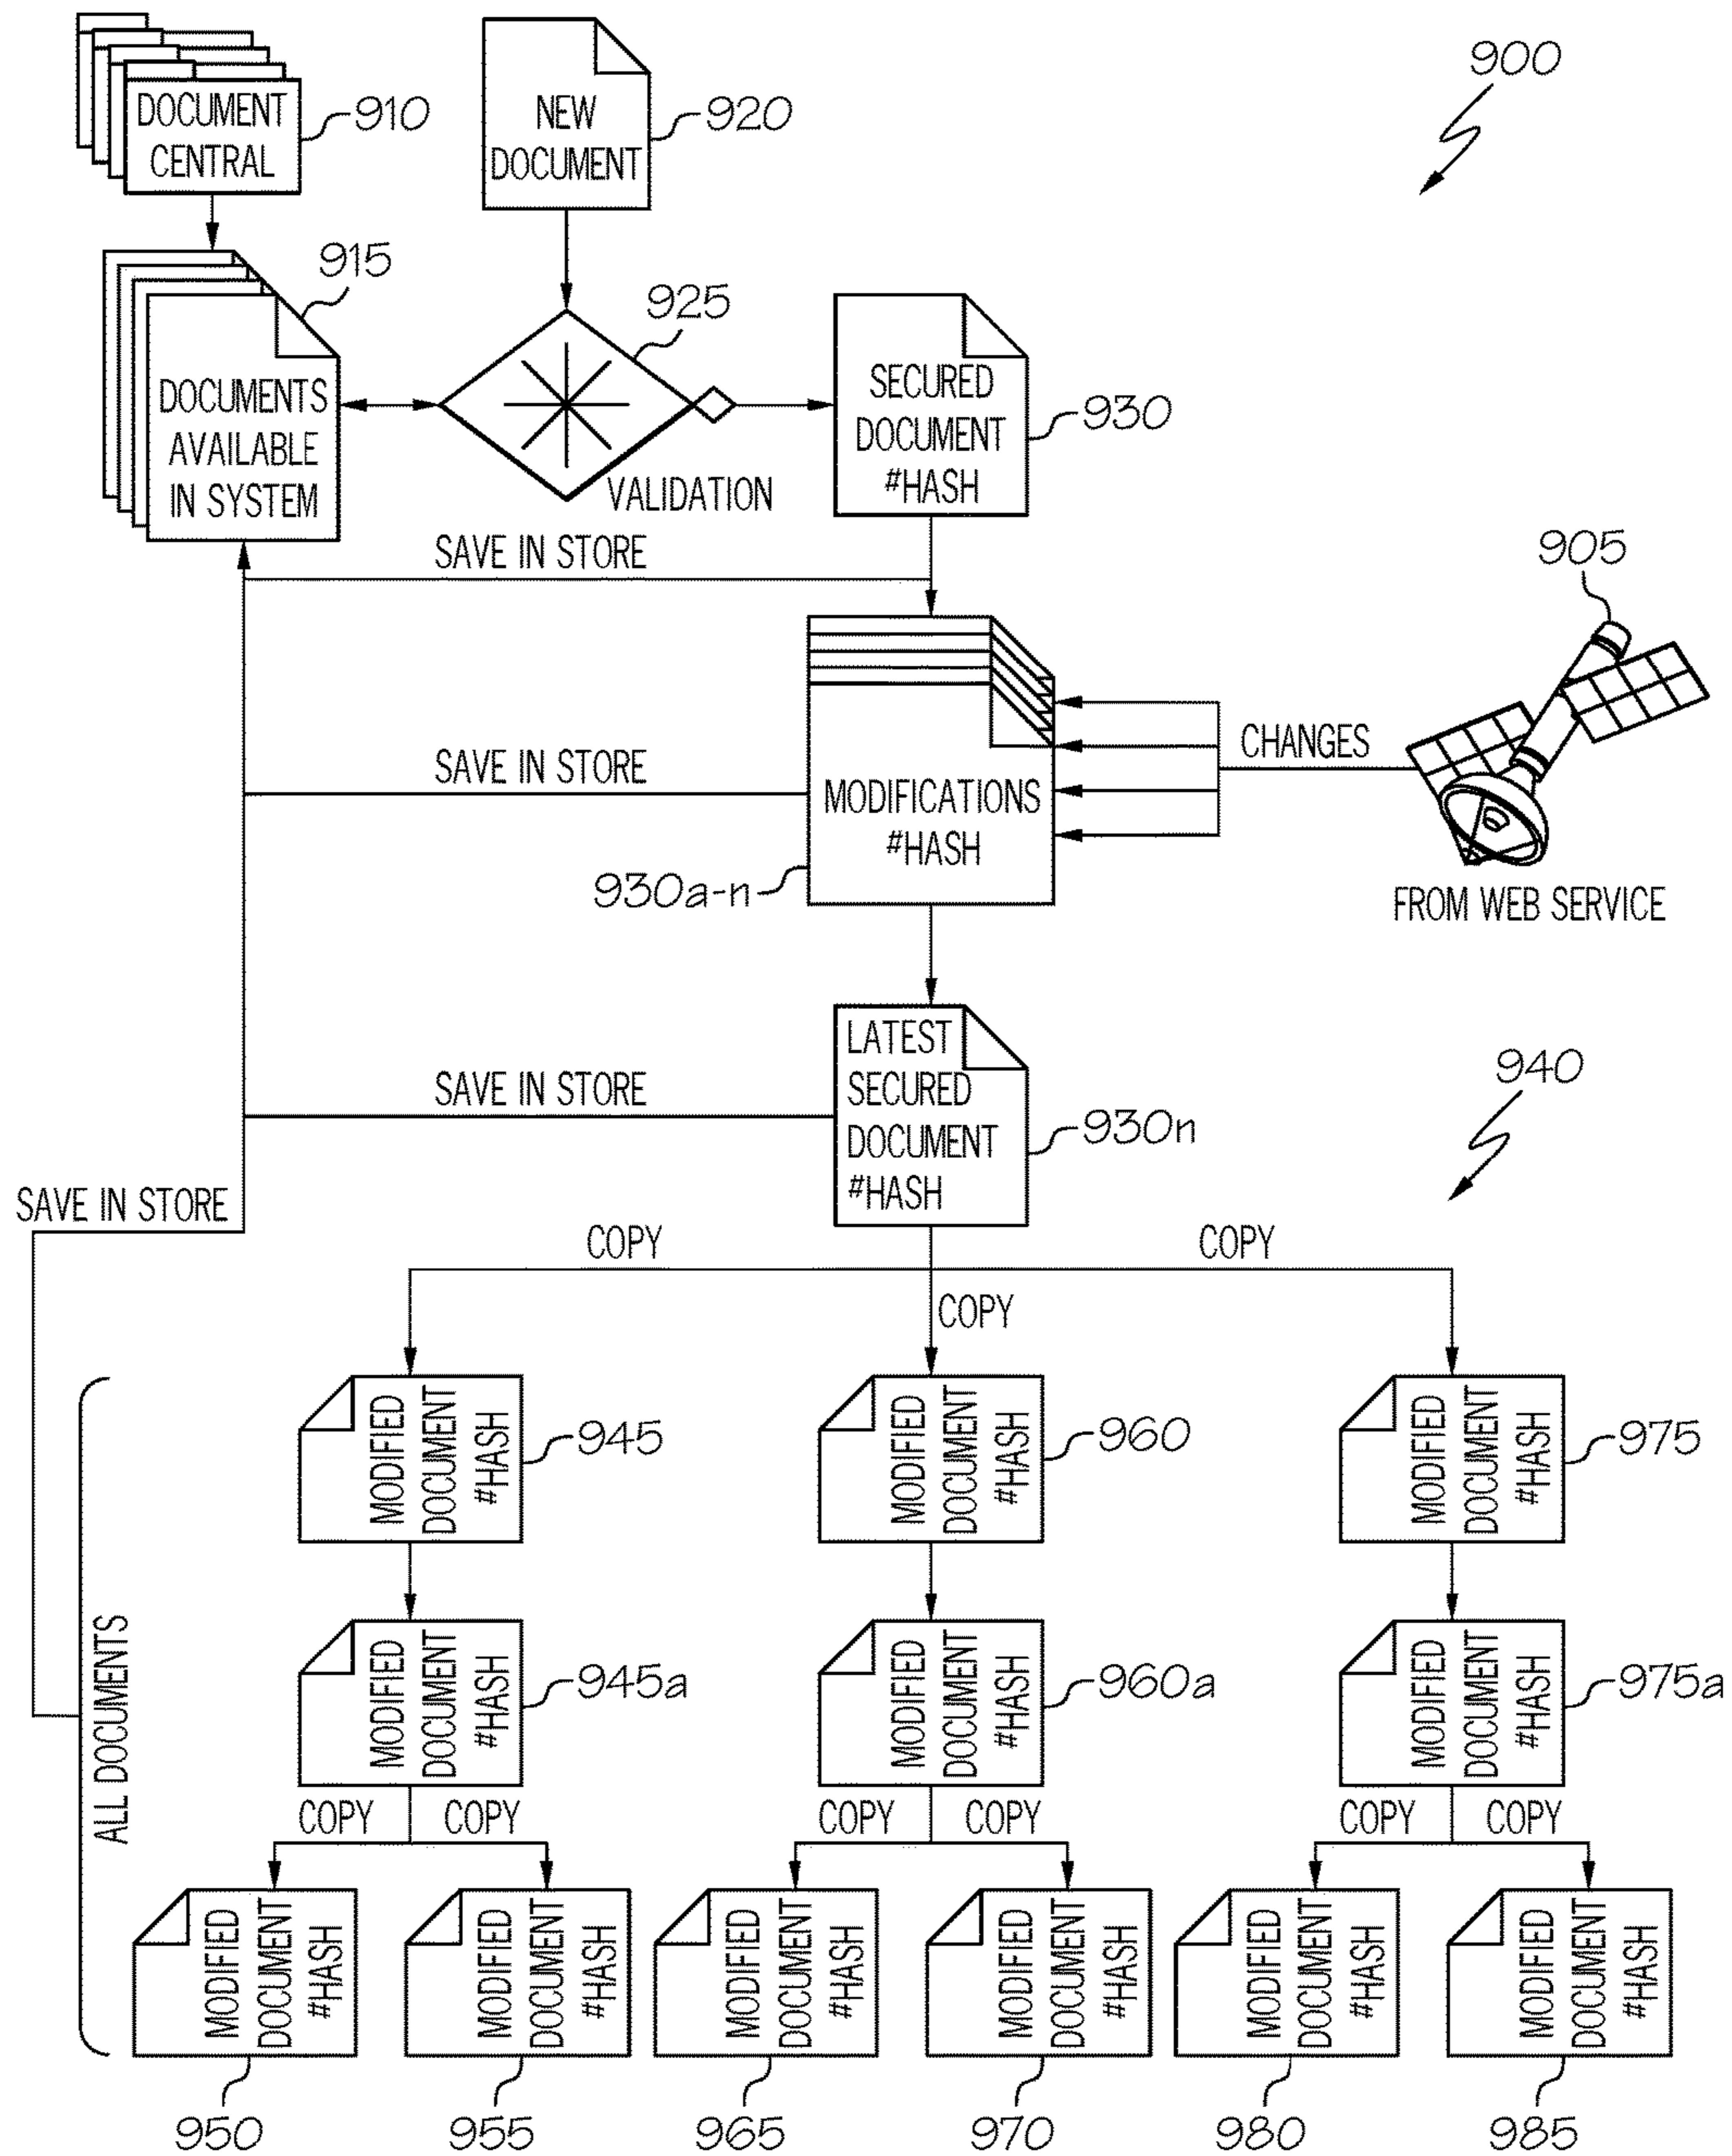 900
DOCUMENT
CENTRAL
910
NEW
DOCUMENT
920
915
DOCUMENTS
AVAILABLE
IN SYSTEM
925
VALIDATION
SECURED
DOCUMENT
#HASH
930
SAVE IN STORE
905
CHANGES
FROM WEB SERVICE
SAVE IN STORE
MODIFICATIONS
#HASH
930a-n
SAVE IN STORE
LATEST
SECURED
DOCUMENT
#HASH
930n
940
SAVE IN STORE
COPY
COPY
COPY
ALL DOCUMENTS
MODIFIED
DOCUMENT
#HASH
945
MODIFIED
DOCUMENT
#HASH
960
MODIFIED
DOCUMENT
#HASH
975
MODIFIED
DOCUMENT
#HASH
945a
MODIFIED
DOCUMENT
#HASH
960a
MODIFIED
DOCUMENT
#HASH
975a
COPY
COPY
COPY
COPY
COPY
COPY
MODIFIED
DOCUMENT
#HASH
950
MODIFIED
DOCUMENT
#HASH
955
MODIFIED
DOCUMENT
#HASH
965
MODIFIED
DOCUMENT
#HASH
970
MODIFIED
DOCUMENT
#HASH
980
MODIFIED
DOCUMENT
#HASH
985